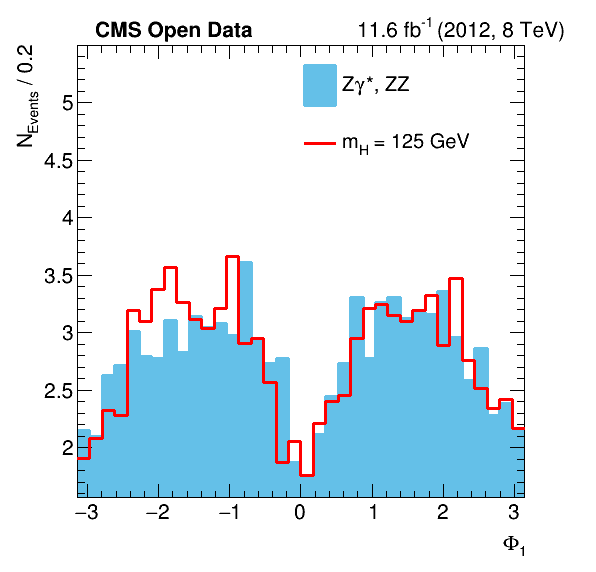 CMS Open Data 11.6 fb⁻¹ (2012, 8 TeV)
N_Events / 0.2
Zγ*, ZZ
m_H = 125 GeV
5
4.5
4
3.5
3
2.5
2
−3 −2 −1 0 1 2 3
Φ₁